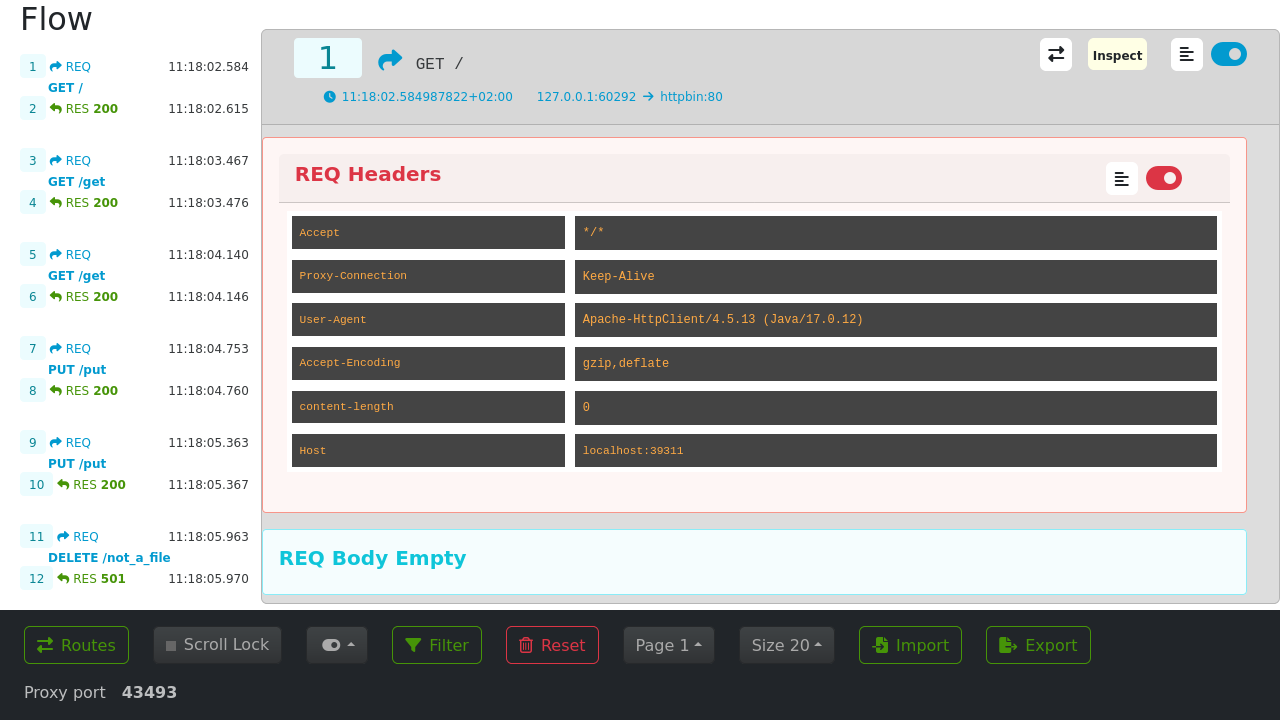 Flow
1 REQ 11:18:02.584
GET /
2 RES 200 11:18:02.615
3 REQ 11:18:03.467
GET /get
4 RES 200 11:18:03.476
5 REQ 11:18:04.140
GET /get
6 RES 200 11:18:04.146
7 REQ 11:18:04.753
PUT /put
8 RES 200 11:18:04.760
9 REQ 11:18:05.363
PUT /put
10 RES 200 11:18:05.367
11 REQ 11:18:05.963
DELETE /not_a_file
12 RES 501 11:18:05.970
1 GET / Inspect
11:18:02.584987822+02:00 127.0.0.1:60292 → httpbin:80
REQ Headers
Accept */*
Proxy-Connection Keep-Alive
User-Agent Apache-HttpClient/4.5.13 (Java/17.0.12)
Accept-Encoding gzip,deflate
content-length 0
Host localhost:39311
REQ Body Empty
Routes Scroll Lock Filter Reset Page 1 Size 20 Import Export
Proxy port 43493